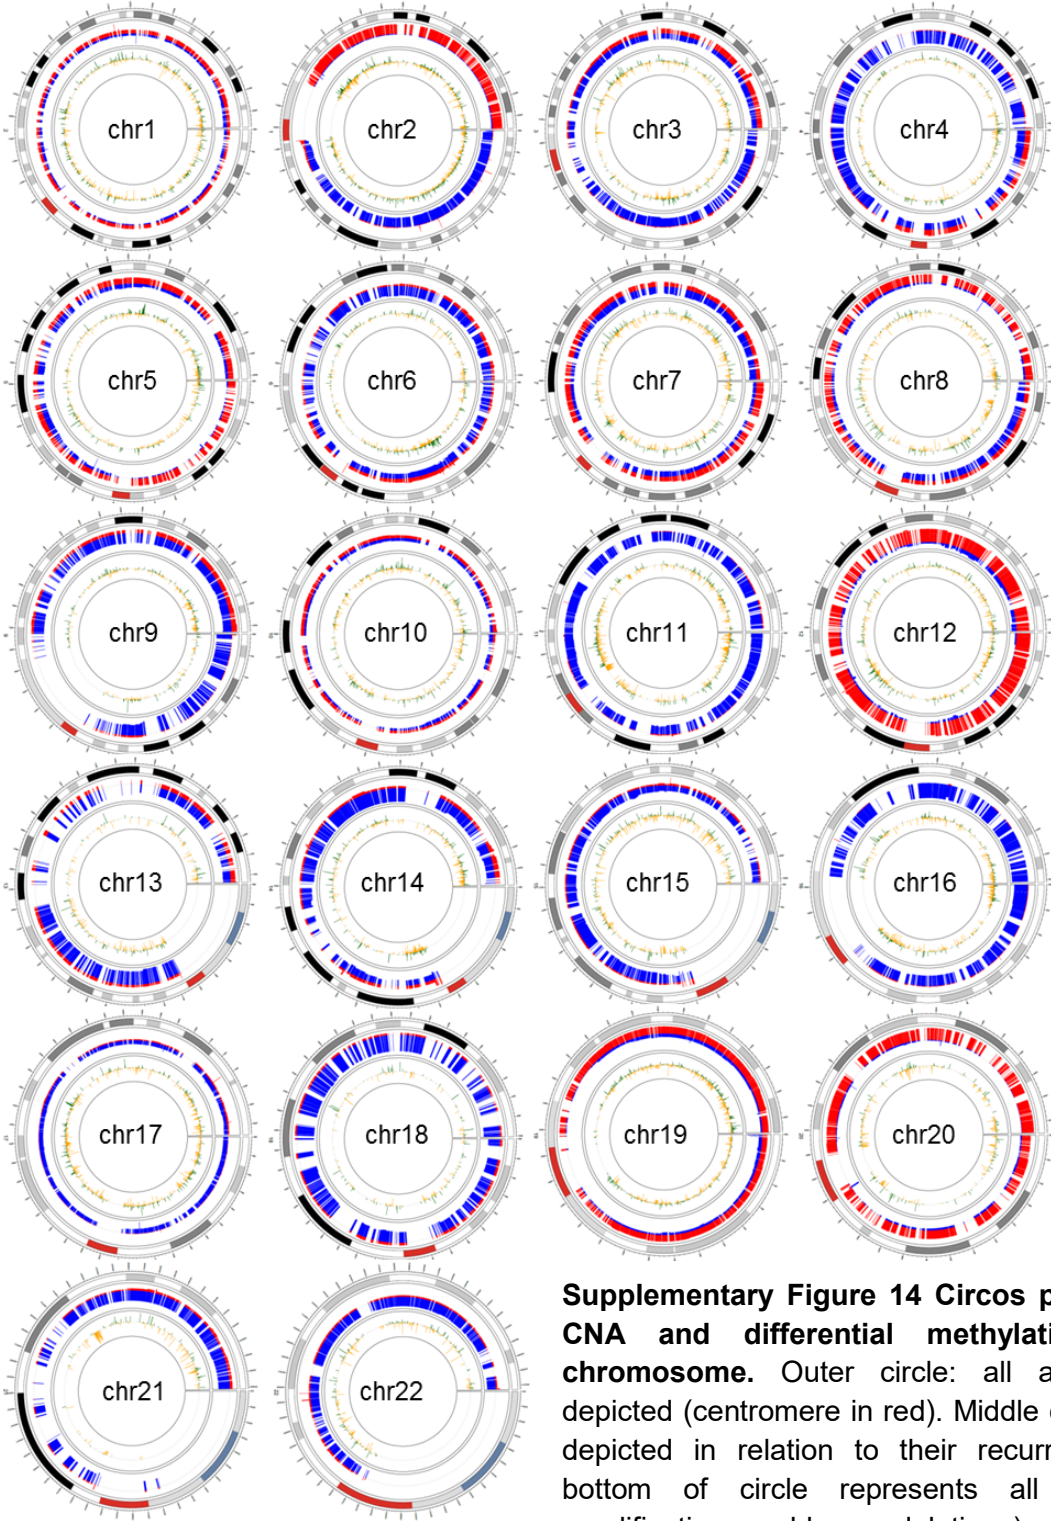 chr1 chr2 chr3 chr4
chr5 chr6 chr7 chr8
chr9 chr10 chr11 chr12
chr13 chr14 chr15 chr16
chr17 chr18 chr19 chr20
chr21 chr22
Supplementary Figure 14 Circos
CNA and differential
chromosome. Outer circle: all
depicted (centromere in red). Middle
depicted in relation to their
bottom of circle represents all